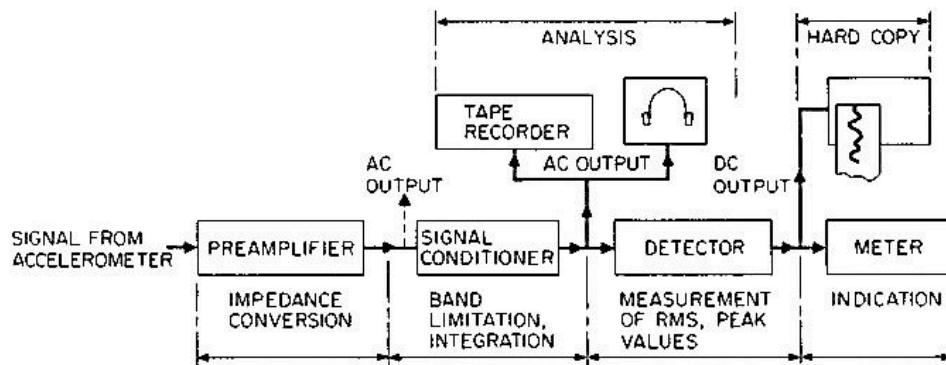 ANALYSIS
HARD COPY
TAPE
RECORDER
AC
OUTPUT
AC OUTPUT
DC
OUTPUT
SIGNAL FROM
ACCELEROMETER
PREAMPLIFIER
SIGNAL
CONDITIONER
DETECTOR
METER
IMPEDANCE
CONVERSION
BAND
LIMITATION,
INTEGRATION
MEASUREMENT
OF RMS, PEAK
VALUES
INDICATION